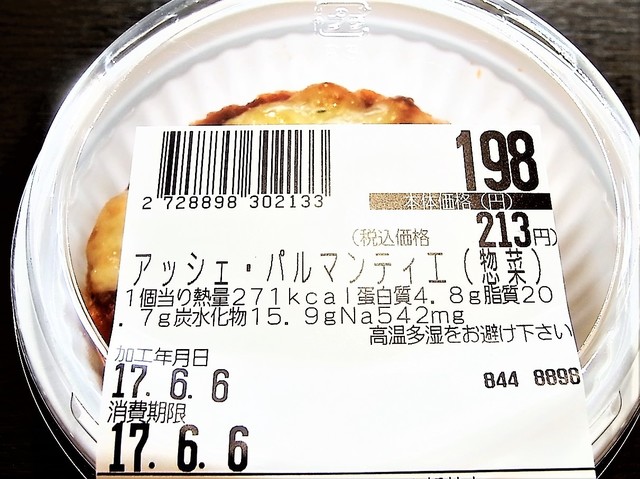 2 728898 302133
198
本体価格(円)
(税込価格 213円)
アッシェ・パルマンティエ(惣菜)
1個当り熱量271kcal蛋白質4.8g脂質20
.7g炭水化物15.9gNa542mg
高温多湿をお避け下さい
加工年月日
17.6.6
844 8896
消費期限
17.6.6